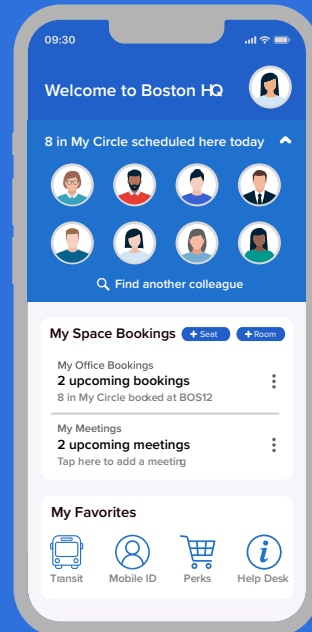 09:30
Welcome to Boston HQ
8 in My Circle scheduled here today
Find another colleague
My Space Bookings + Seat + Room
My Office Bookings
2 upcoming bookings
8 in My Circle booked at BOS12
My Meetings
2 upcoming meetings
Tap here to add a meeting
My Favorites
Transit Mobile ID Perks Help Desk